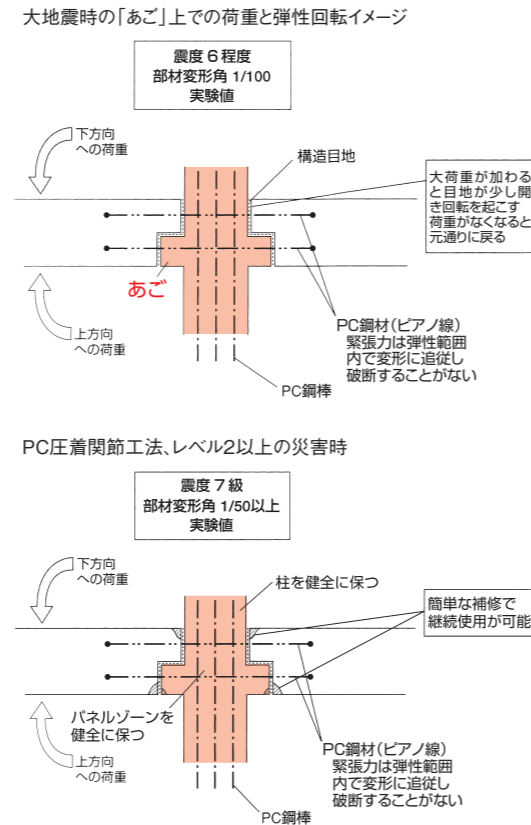 大地震時の「あご」上での荷重と弾性回転イメージ
震度6程度
部材変形角 1/100
実験値
下方向
への荷重
構造目地
大荷重が加わる
と目地が少し開
き回転を起こす
荷重がなくなると
元通りに戻る
あご
上方向
への荷重
PC鋼材(ピアノ線)
緊張力は弾性範囲
内で変形に追従し
破断することがない
PC鋼棒
PC圧着関節工法、レベル2以上の災害時
震度7級
部材変形角 1/50以上
実験値
下方向
への荷重
柱を健全に保つ
簡単な補修で
継続使用が可能
パネルゾーンを
健全に保つ
上方向
への荷重
PC鋼材(ピアノ線)
緊張力は弾性範囲
内で変形に追従し
破断することがない
PC鋼棒